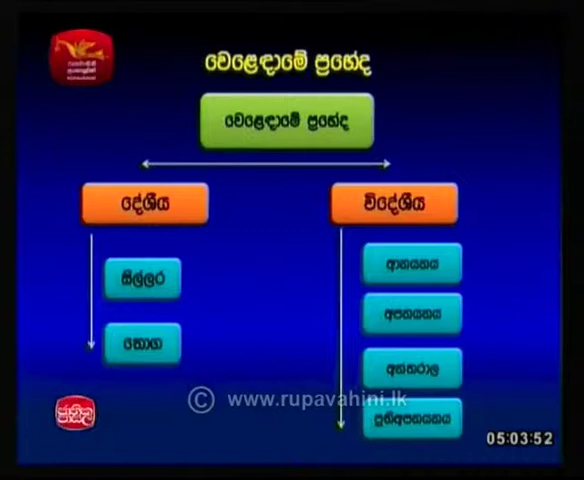 වෙළෙඳාමේ ප්‍රභේද
වෙළෙඳාමේ ප්‍රභේද
දේශීය
විදේශීය
සිල්ලර
තොග
ආනයනය
අපනයනය
අන්තරාල
ප්‍රතිඅපනයනය
© www.rupavahini.lk
ජාතික
05:03:52